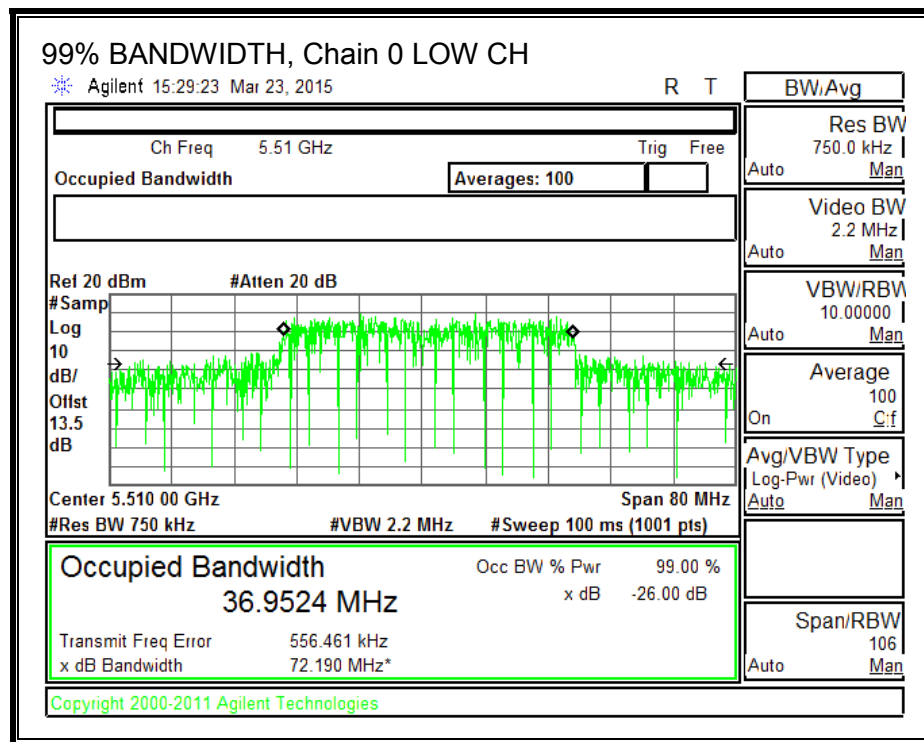 99% BANDWIDTH, Chain 0 LOW CH
Agilent 15:29:23 Mar 23, 2015 R T
Ch Freq 5.51 GHz Trig Free
Occupied Bandwidth Averages: 100
Ref 20 dBm #Atten 20 dB
#Samp
Log
10
dB/
Offst
13.5
dB
Center 5.510 00 GHz Span 80 MHz
#Res BW 750 kHz #VBW 2.2 MHz #Sweep 100 ms (1001 pts)
Occupied Bandwidth
36.9524 MHz
Occ BW % Pwr 99.00 %
x dB -26.00 dB
Transmit Freq Error 556.461 kHz
x dB Bandwidth 72.190 MHz*
Copyright 2000-2011 Agilent Technologies
BW/Avg
Res BW
750.0 kHz
Auto Man
Video BW
2.2 MHz
Auto Man
VBW/RBW
10.00000
Auto Man
Average
100
On Off
Avg/VBW Type
Log-Pwr (Video)
Auto Man
Span/RBW
106
Auto Man